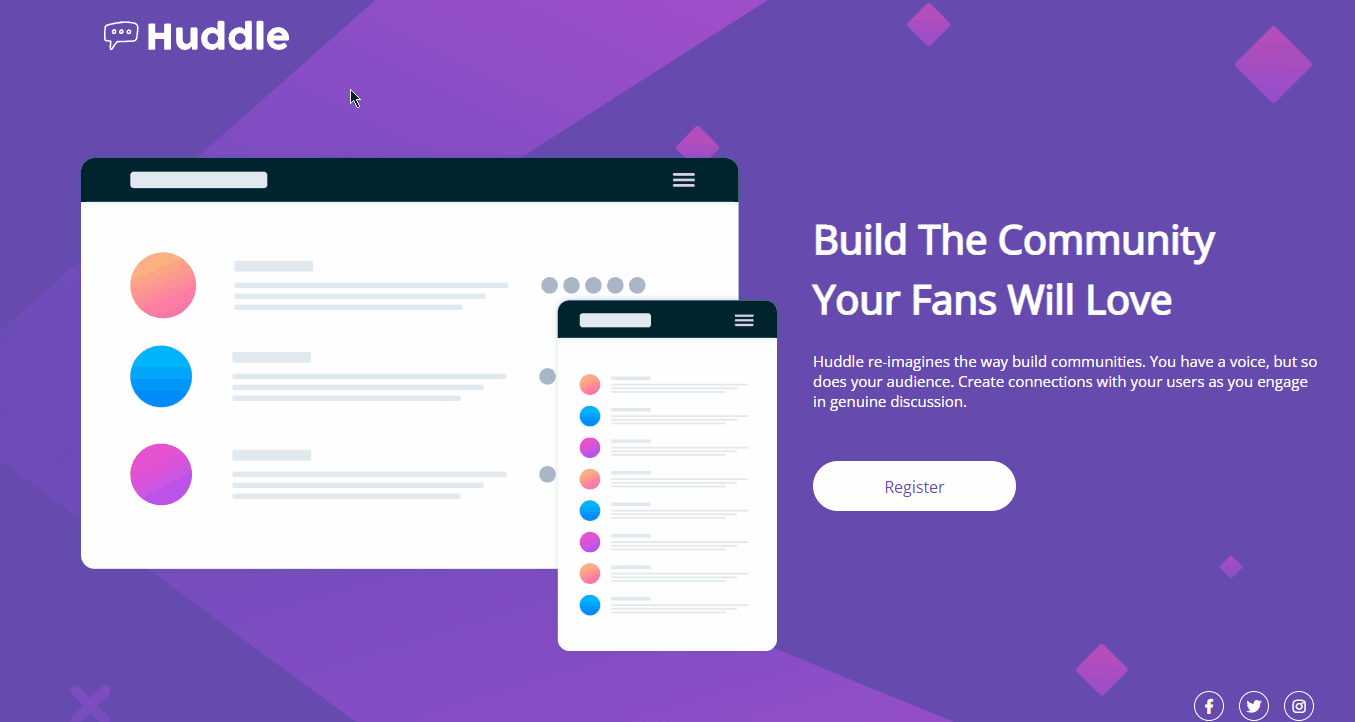 Huddle
Build The Community
Your Fans Will Love
Huddle re-imagines the way build communities. You have a voice, but so
does your audience. Create connections with your users as you engage
in genuine discussion.
Register